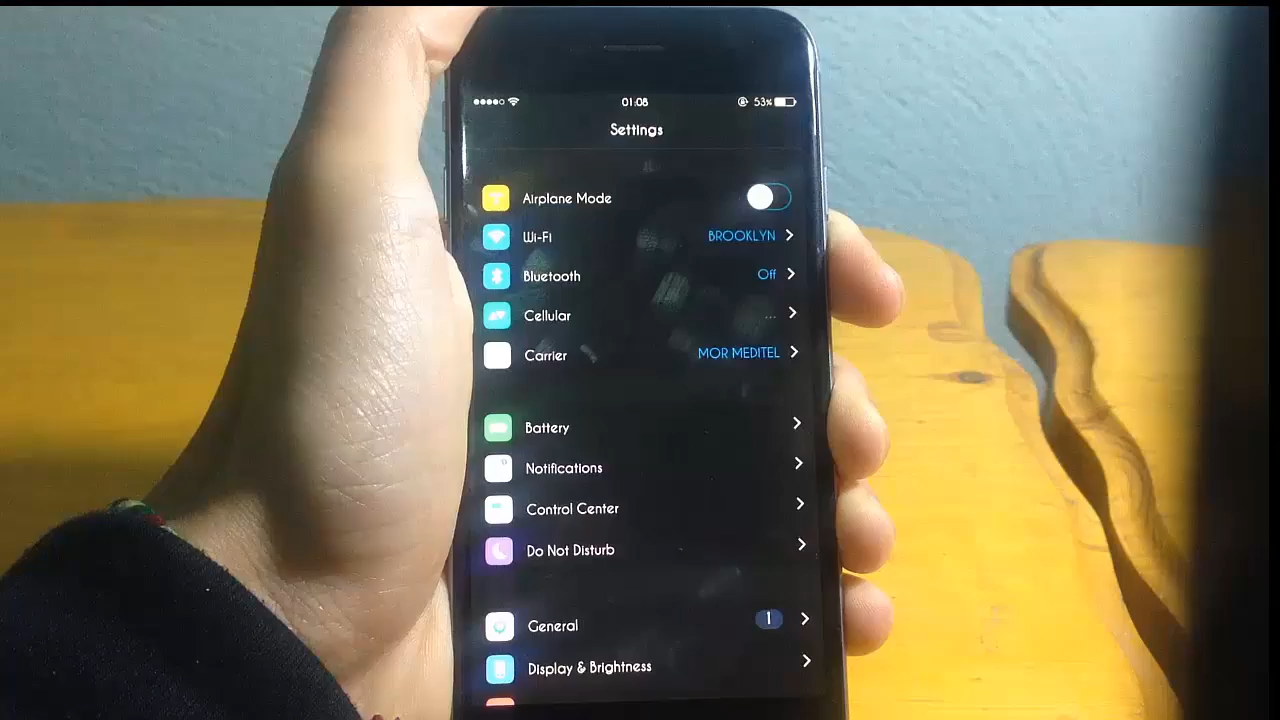 01:08 53%
Settings
Airplane Mode
Wi-Fi BROOKLYN
Bluetooth Off
Cellular ...
Carrier MOR MEDITEL
Battery
Notifications
Control Center
Do Not Disturb
General 1
Display & Brightness